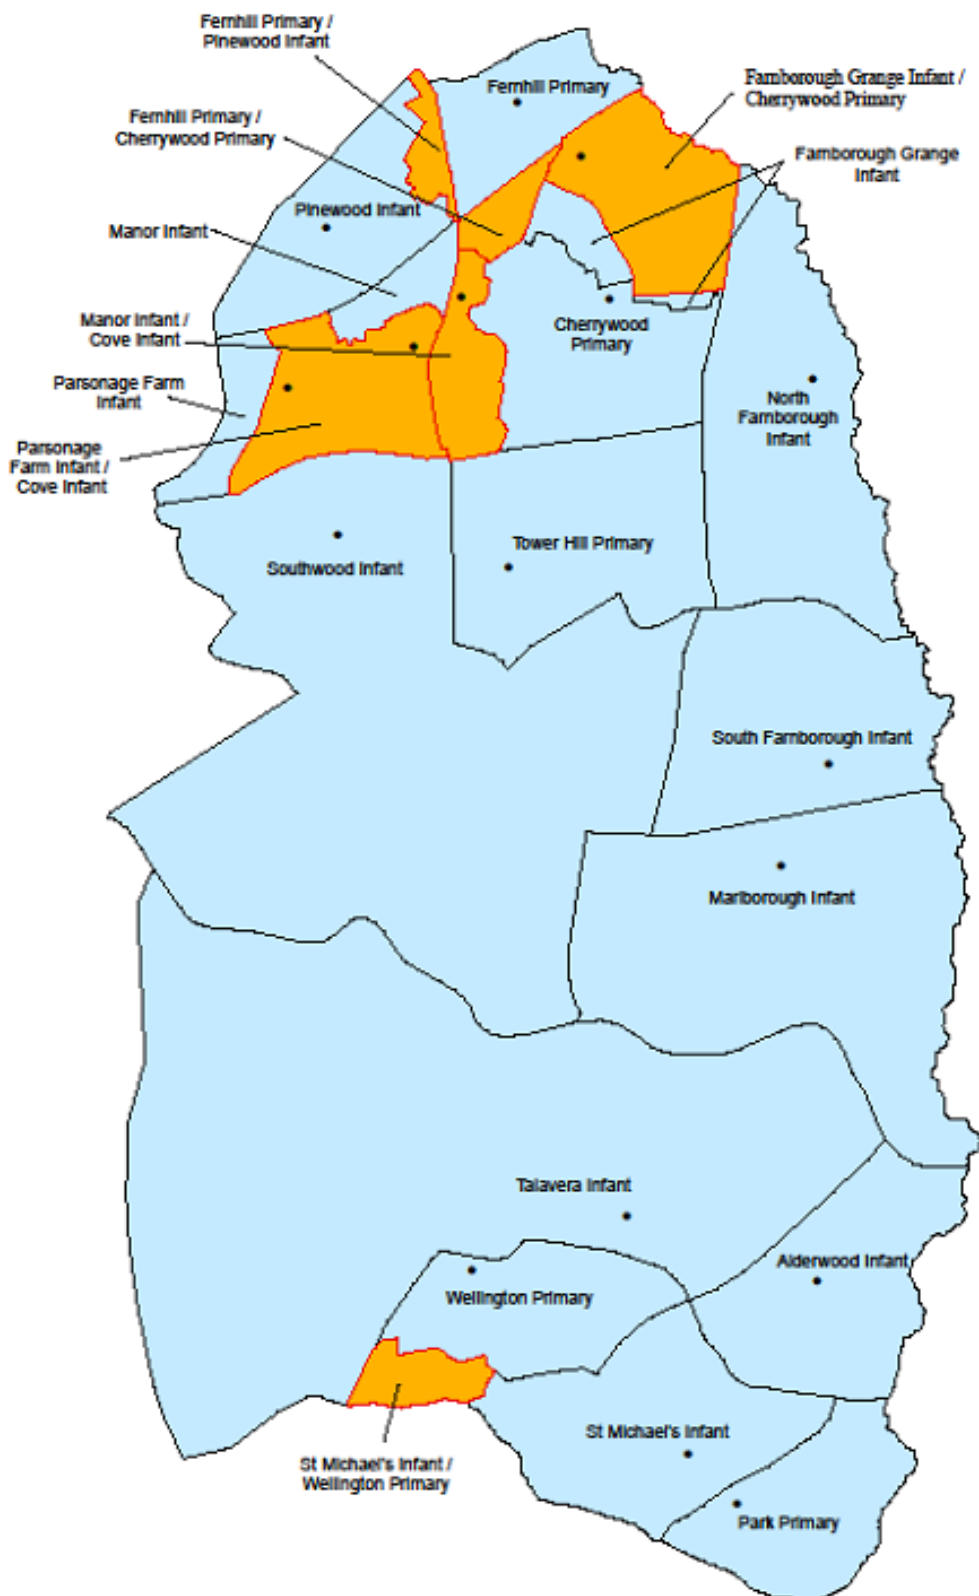 Fernhill Primary /
Pinewood Infant
Fernhill Primary
Farnborough Grange Infant /
Cherrywood Primary
Fernhill Primary /
Cherrywood Primary
Farnborough Grange
Infant
Pinewood Infant
Manor Infant
Manor Infant /
Cove Infant
Cherrywood
Primary
Parsonage Farm
Infant
North
Farnborough
Infant
Parsonage
Farm Infant /
Cove Infant
Tower Hill Primary
Southwood Infant
South Farnborough Infant
Marlborough Infant
Talavera Infant
Alderwood Infant
Wellington Primary
St Michael's Infant
St Michael's Infant /
Wellington Primary
Park Primary